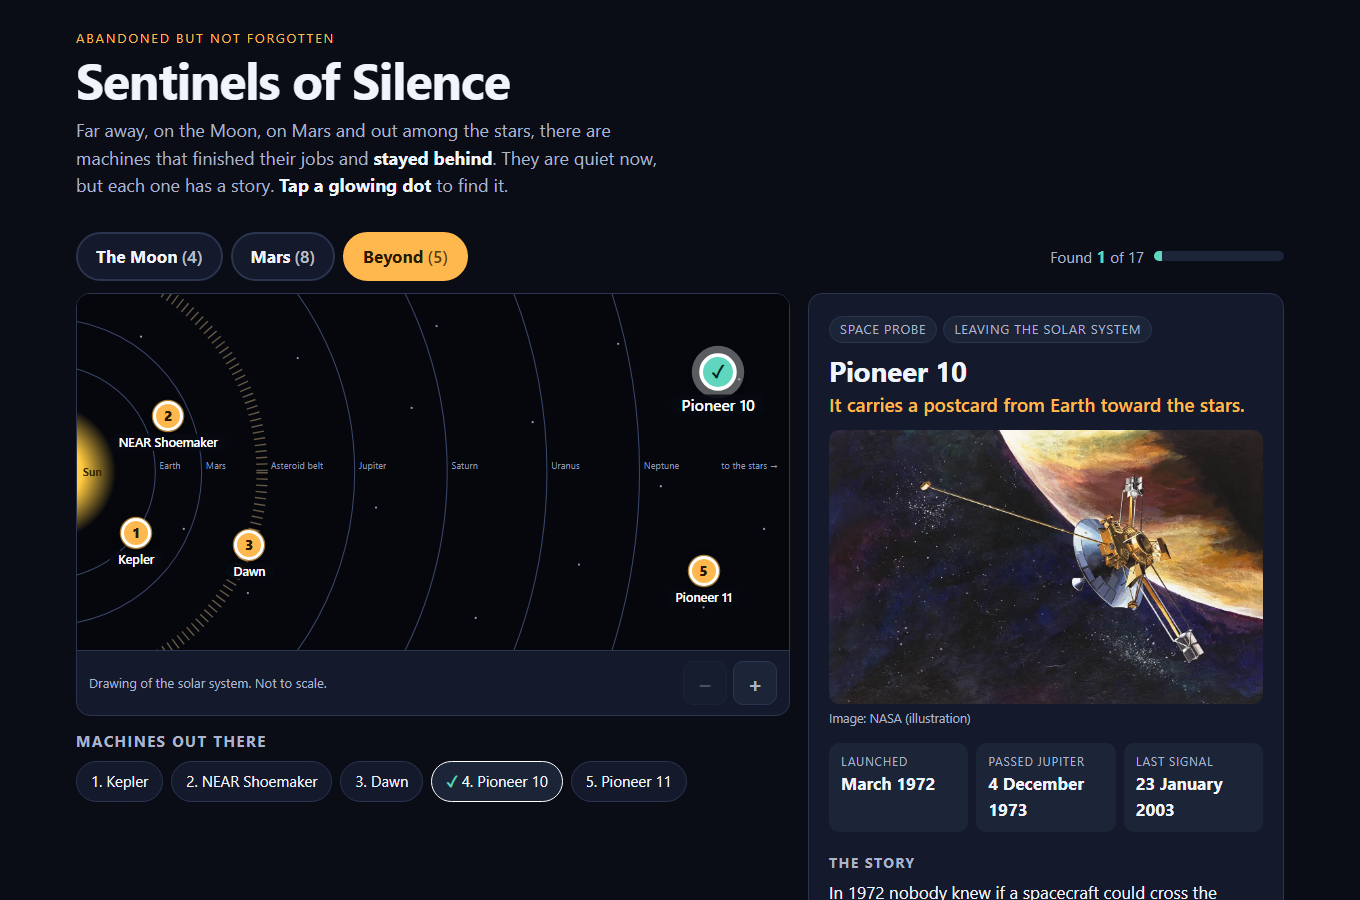 ABANDONED BUT NOT FORGOTTEN
Sentinels of Silence
Far away, on the Moon, on Mars and out among the stars, there are
machines that finished their jobs and stayed behind. They are quiet now,
but each one has a story. Tap a glowing dot to find it.
The Moon (4)
Mars (8)
Beyond (5)
Found 1 of 17
✓
Pioneer 10
2
NEAR Shoemaker
Sun
Earth
Mars
Asteroid belt
Jupiter
Saturn
Uranus
Neptune
to the stars →
1
Kepler
3
Dawn
5
Pioneer 11
Drawing of the solar system. Not to scale.
−
+
MACHINES OUT THERE
1. Kepler
2. NEAR Shoemaker
3. Dawn
✓ 4. Pioneer 10
5. Pioneer 11
SPACE PROBE
LEAVING THE SOLAR SYSTEM
Pioneer 10
It carries a postcard from Earth toward the stars.
Image: NASA (illustration)
LAUNCHED
March 1972
PASSED JUPITER
4 December
1973
LAST SIGNAL
23 January
2003
THE STORY
In 1972 nobody knew if a spacecraft could cross the